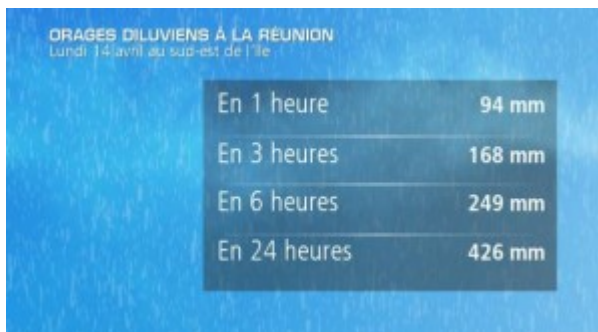 ORAGES DILUVIENS À LA RÉUNION
Lundi 14 avril au sud-est de l'île
En 1 heure 94 mm
En 3 heures 168 mm
En 6 heures 249 mm
En 24 heures 426 mm